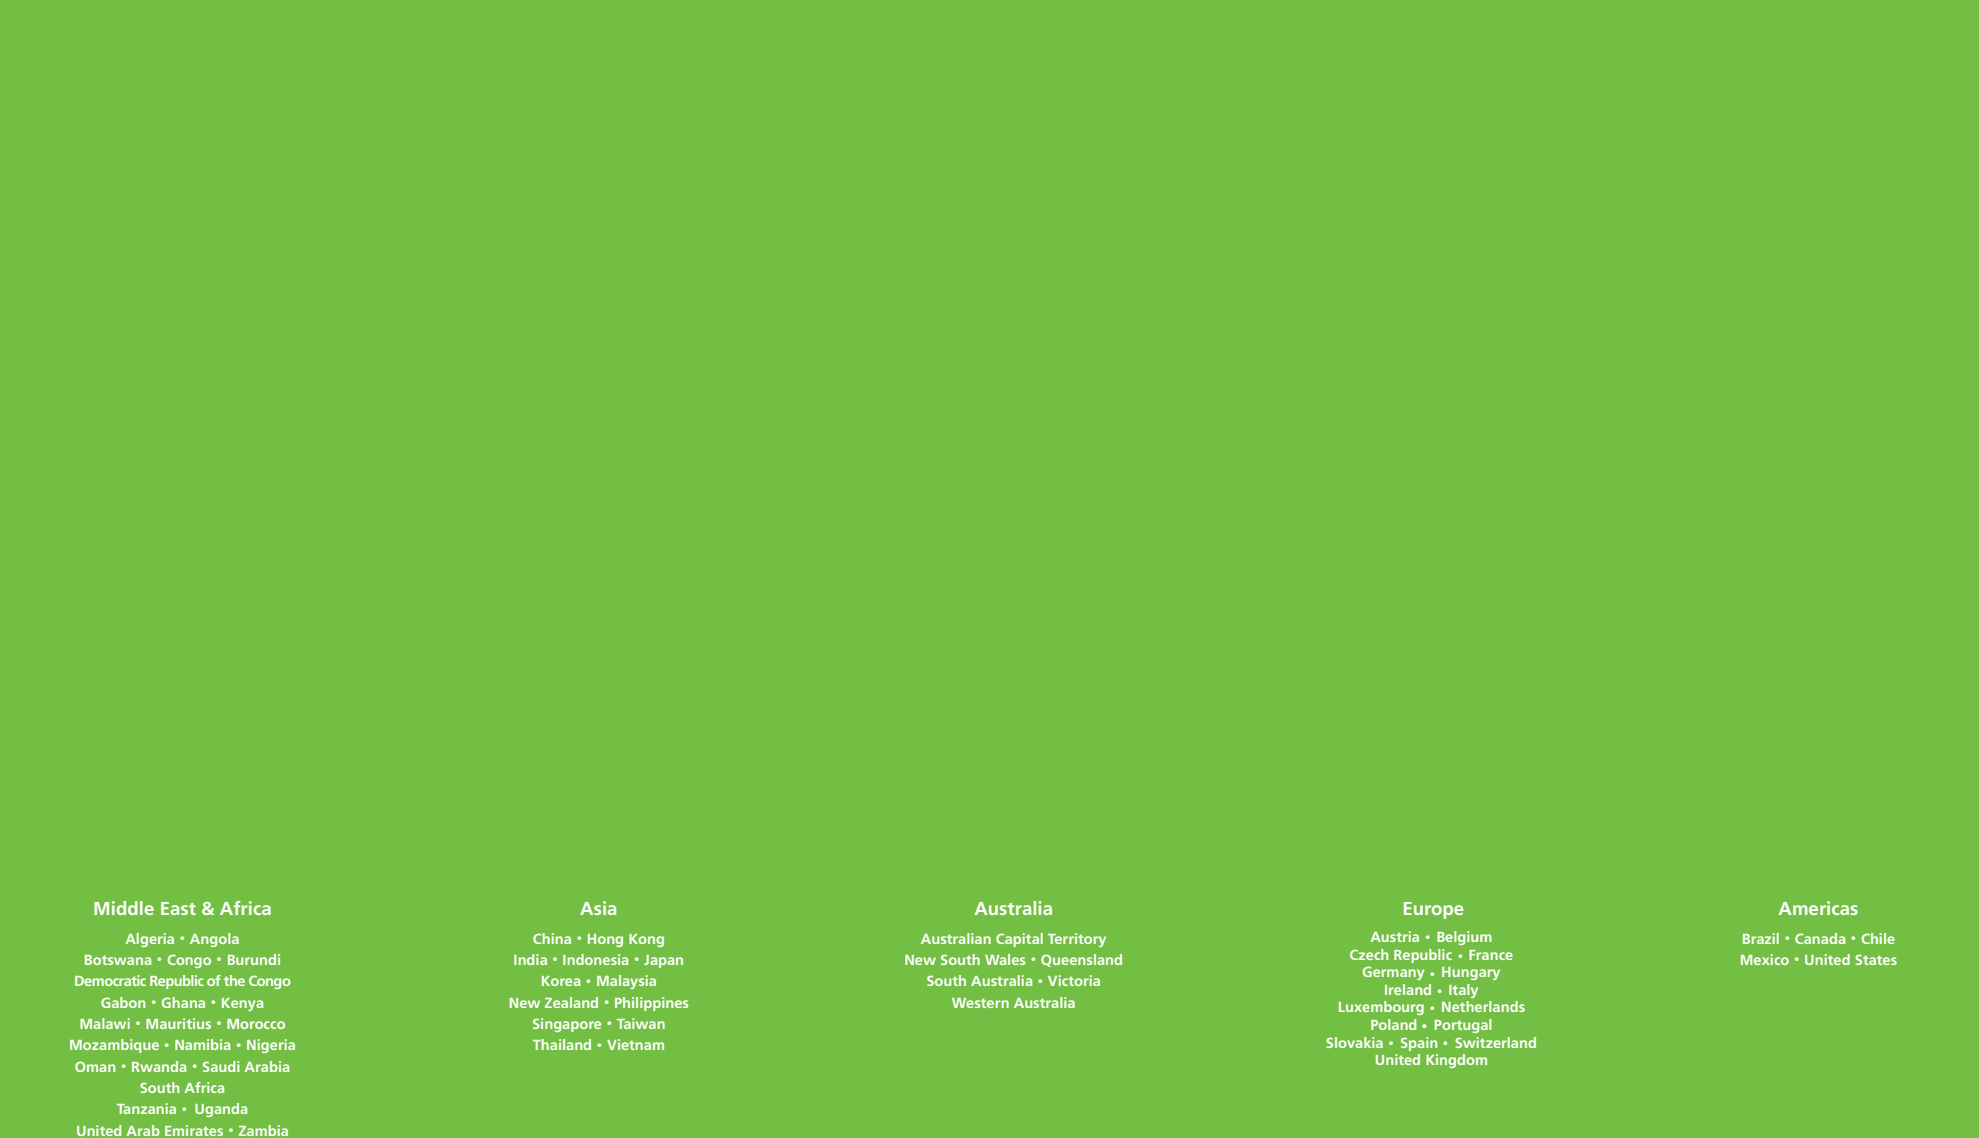 Middle East & Africa
Algeria • Angola
Botswana • Congo • Burundi
Democratic Republic of the Congo
Gabon • Ghana • Kenya
Malawi • Mauritius • Morocco
Mozambique • Namibia • Nigeria
Oman • Rwanda • Saudi Arabia
South Africa
Tanzania • Uganda
United Arab Emirates • Zambia
Asia
China • Hong Kong
India • Indonesia • Japan
Korea • Malaysia
New Zealand • Philippines
Singapore • Taiwan
Thailand • Vietnam
Australia
Australian Capital Territory
New South Wales • Queensland
South Australia • Victoria
Western Australia
Europe
Austria • Belgium
Czech Republic • France
Germany • Hungary
Ireland • Italy
Luxembourg • Netherlands
Poland • Portugal
Slovakia • Spain • Switzerland
United Kingdom
Americas
Brazil • Canada • Chile
Mexico • United States